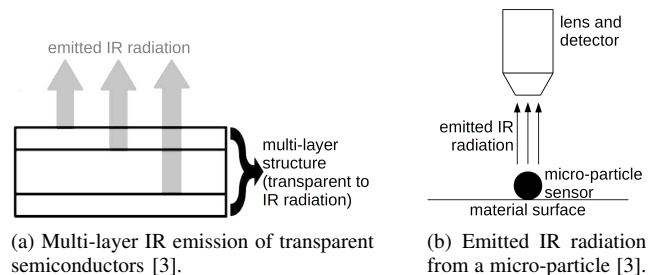 emitted IR radiation
multi-layer
structure
(transparent to
IR radiation)
(a) Multi-layer IR emission of transparent
semiconductors [3].
lens and
detector
emitted IR
radiation
micro-particle
sensor
material surface
(b) Emitted IR radiation
from a micro-particle [3].